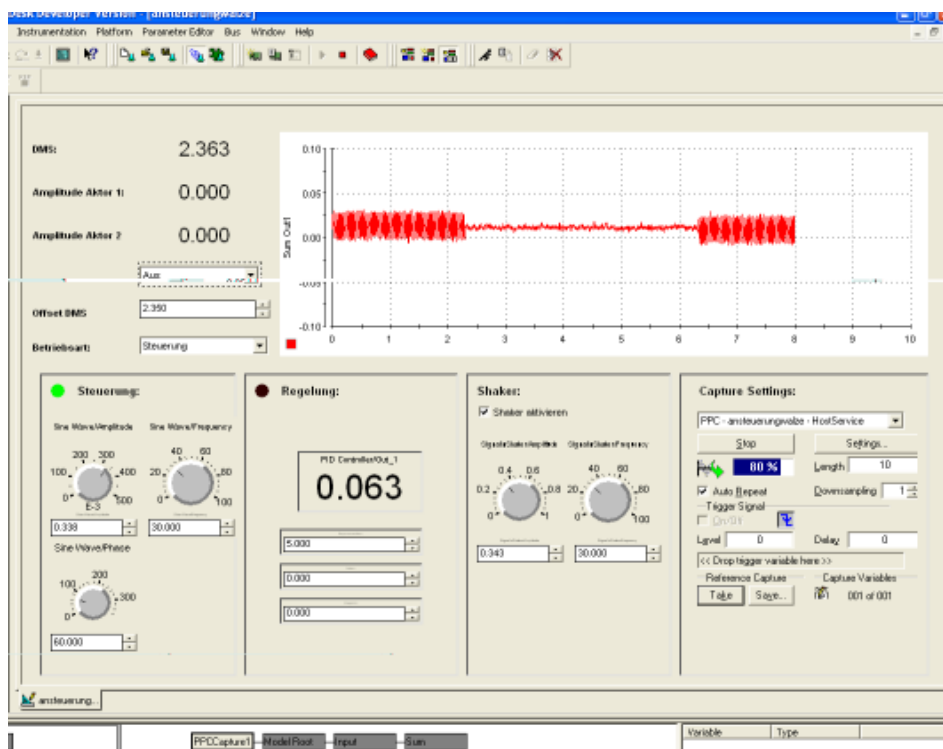 Desk Developer Version - [ansteuerungwalze]
Instrumentation Platform Parameter Editor Bus Window Help
DMS: 2.363
Amplitude Aktor 1: 0.000
Amplitude Aktor 2 0.000
Aus
Offset DMS 2.350
Betriebsart: Steuerung
Sum Out1
0.10
0.05
0.00
-0.05
-0.10
0 1 2 3 4 5 6 7 8 9 10
Steuerung:
Sine Wave/Amplitude Sine Wave/Frequency
0 100 200 300 400 500
E-3
0 20 40 60 80 100
0.338 30.000
Sine Wave/Phase
0 100 200 300
60.000
Regelung:
PID Controller/Out_1
0.063
5.000
0.000
0.000
Shaker:
Shaker aktivieren
0 0.2 0.4 0.6 0.8 1
0 20 40 60 80 100
0.343 30.000
Capture Settings:
PPC - ansteuerungwalze - HostService
Stop Settings...
80 % Length 10
Auto Repeat Downsampling 1
Trigger Signal
On/Off
Level 0 Delay 0
<< Drop trigger variable here >>
Reference Capture Capture Variables
Take Save... 001 of 001
ansteuerung...
PPCCapture1 Model Root Input Sum
Variable Type